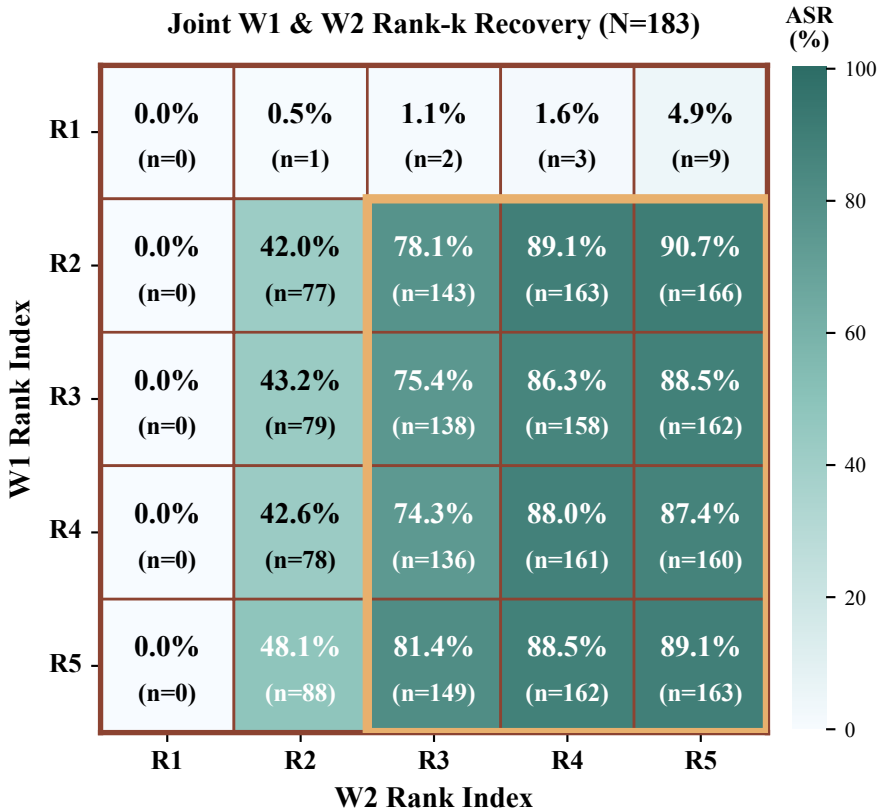 Joint W1 & W2 Rank-k Recovery (N=183)
ASR
(%)
R1
0.0% 0.5% 1.1% 1.6% 4.9%
(n=0) (n=1) (n=2) (n=3) (n=9)
R2
0.0% 42.0% 78.1% 89.1% 90.7%
(n=0) (n=77) (n=143) (n=163) (n=166)
R3
0.0% 43.2% 75.4% 86.3% 88.5%
(n=0) (n=79) (n=138) (n=158) (n=162)
R4
0.0% 42.6% 74.3% 88.0% 87.4%
(n=0) (n=78) (n=136) (n=161) (n=160)
R5
0.0% 48.1% 81.4% 88.5% 89.1%
(n=0) (n=88) (n=149) (n=162) (n=163)
R1 R2 R3 R4 R5
W2 Rank Index
W1 Rank Index
100
80
60
40
20
0